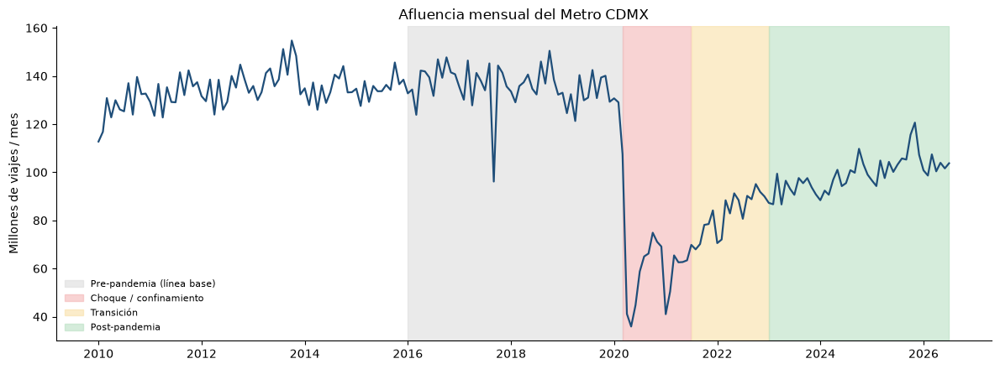 Afluencia mensual del Metro CDMX
Millones de viajes / mes
160
140
120
100
80
60
40
Pre-pandemia (línea base)
Choque / confinamiento
Transición
Post-pandemia
2010 2012 2014 2016 2018 2020 2022 2024 2026